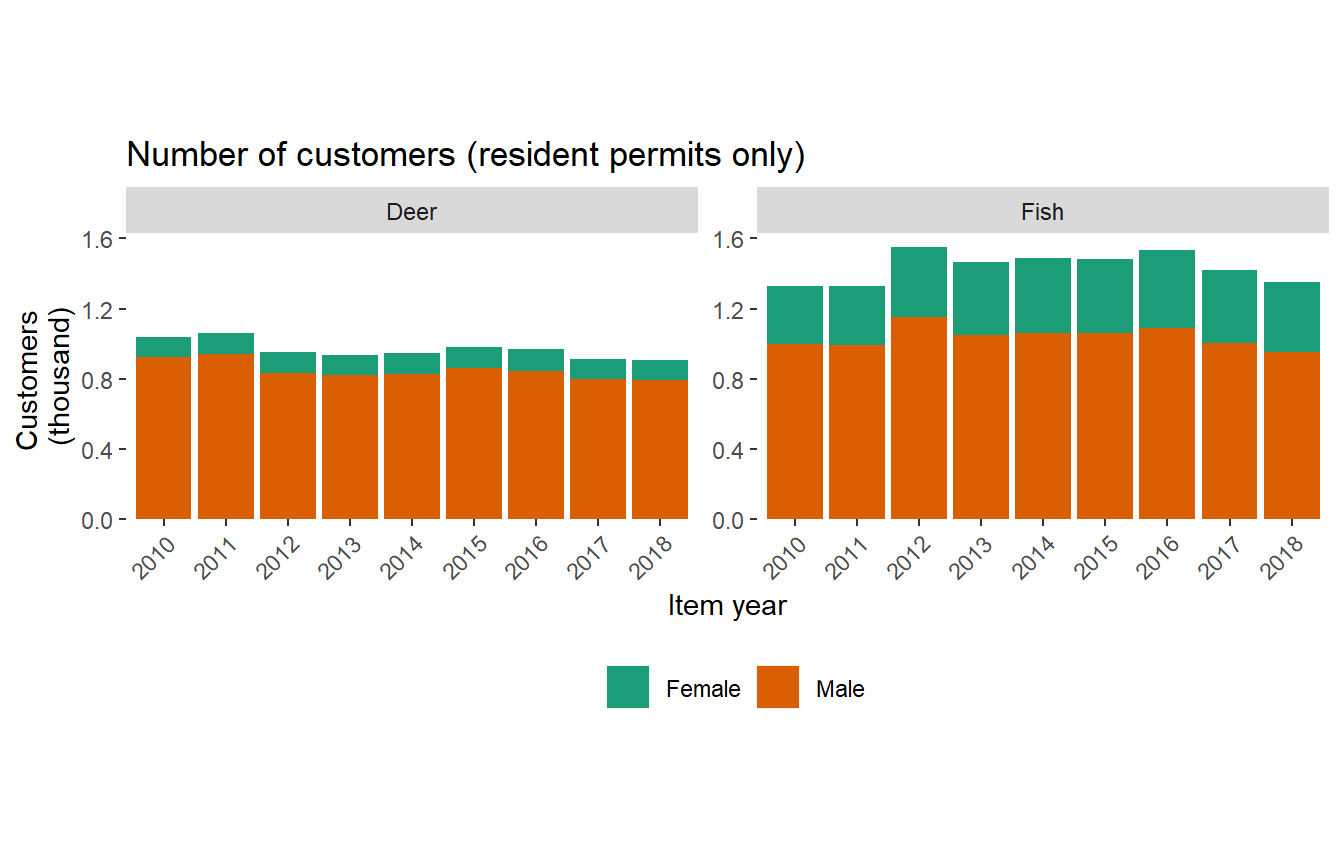 Number of customers (resident permits only)
Deer
Fish
Customers
(thousand)
1.6
1.2
0.8
0.4
0.0
1.6
1.2
0.8
0.4
0.0
2010 2011 2012 2013 2014 2015 2016 2017 2018
2010 2011 2012 2013 2014 2015 2016 2017 2018
Item year
Female Male